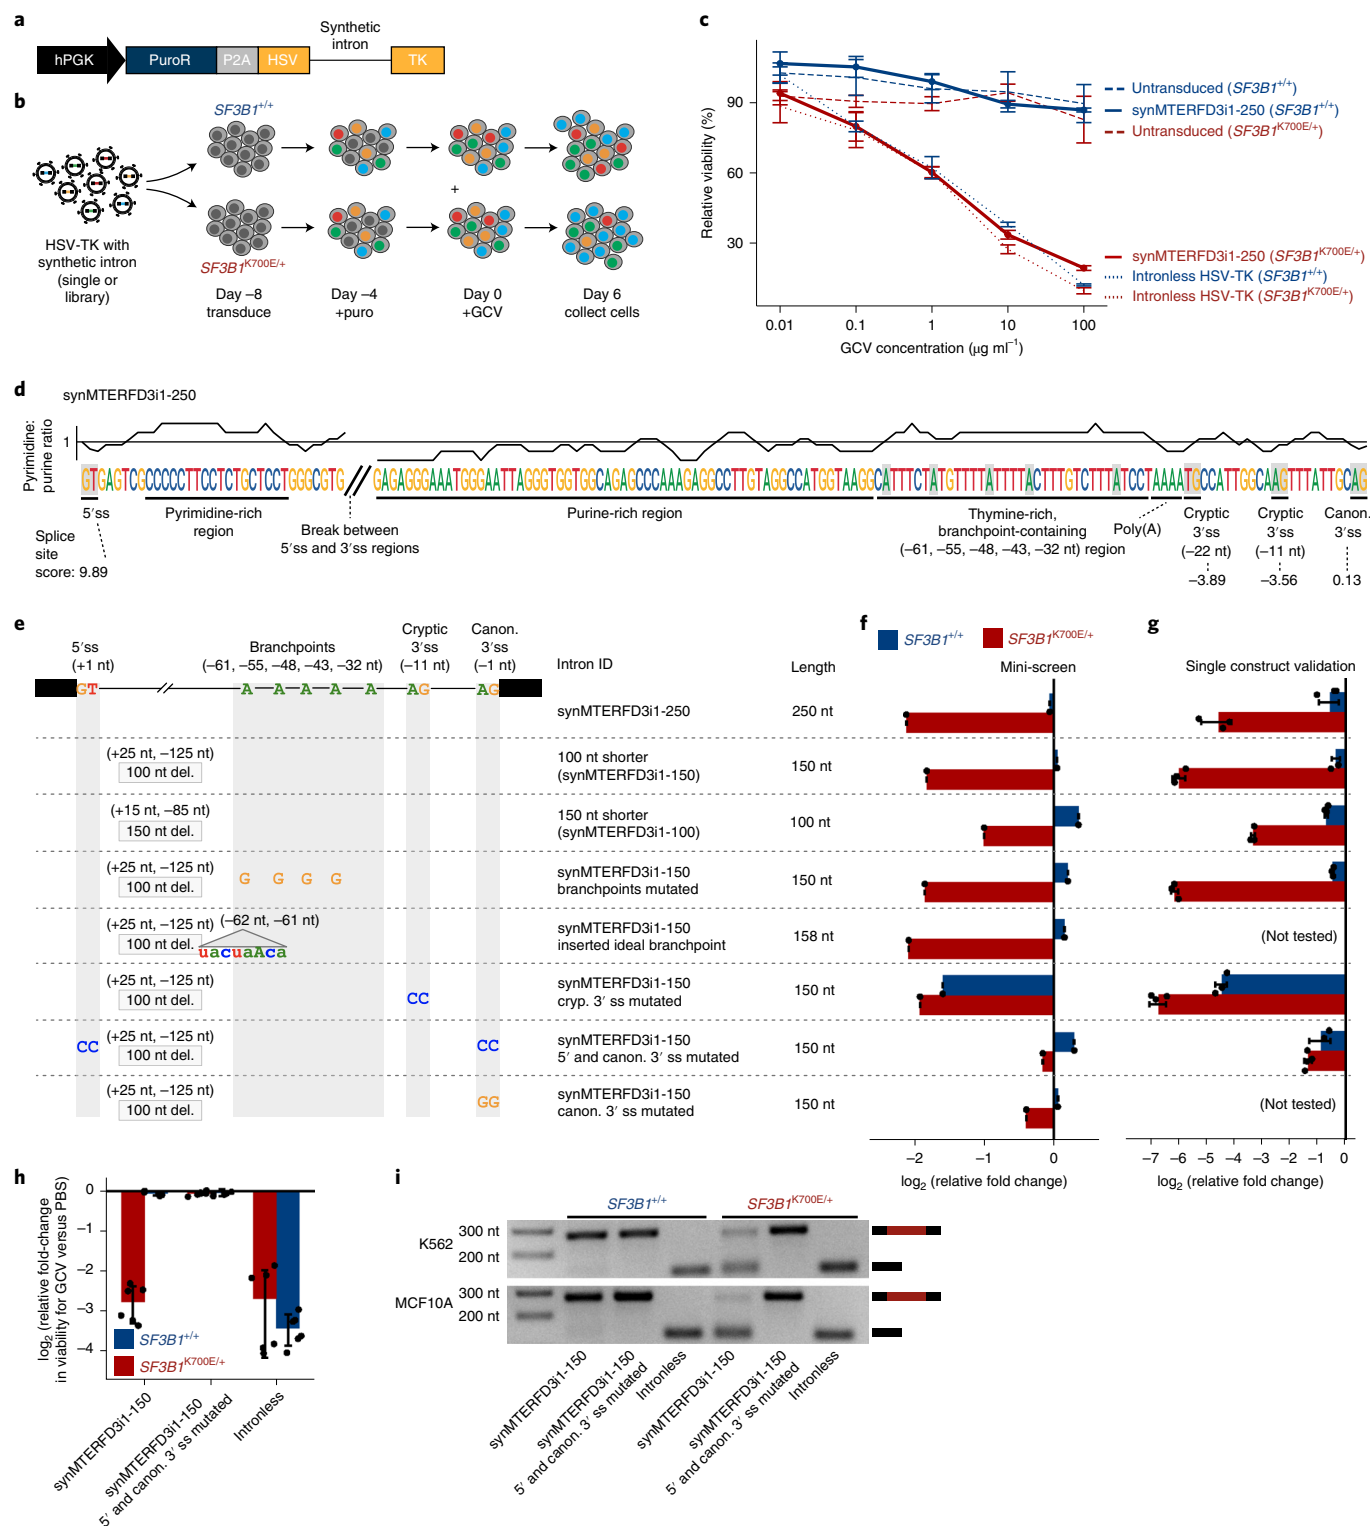 a
Synthetic
intron
hPGK PuroR P2A HSV TK
b
SF3B1+/+
SF3B1K700E/+
+
HSV-TK with
synthetic intron
(single or
library)
Day –8
transduce
Day –4
+puro
Day 0
+GCV
Day 6
collect cells
c
Relative viability (%)
90
60
30
0.01 0.1 1 10 100
GCV concentration (μg ml–1)
Untransduced (SF3B1+/+)
synMTERFD3i1-250 (SF3B1+/+)
Untransduced (SF3B1K700E/+)
synMTERFD3i1-250 (SF3B1K700E/+)
Intronless HSV-TK (SF3B1+/+)
Intronless HSV-TK (SF3B1K700E/+)
d
synMTERFD3i1-250
Pyrimidine:
purine ratio
1
GTGAGTCGCCCCCTTCCTCTGCTCCTGGGCGTG
GAGAGGGAAATGGGAATTAGGGTGGTGGCAGAGCCCAAAGAGGCCTTGTAGGCCATGGTAAGGCATTTCTATGTTTTATTTTACTTTGTCTTTATCCTAAAATGCCATTGGCAAGTTTATTGCAG
5′ss
Pyrimidine-rich
region
Break between
5′ss and 3′ss regions
Purine-rich region
Thymine-rich,
branchpoint-containing
(–61, –55, –48, –43, –32 nt) region
Poly(A)
Cryptic
3′ss
(–22 nt)
–3.89
Cryptic
3′ss
(–11 nt)
–3.56
Canon.
3′ss
0.13
Splice
site
score: 9.89
e
5′ss
(+1 nt)
Branchpoints
(–61, –55, –48, –43, –32 nt)
Cryptic
3′ss
(–11 nt)
Canon.
3′ss
(–1 nt)
Intron ID
Length
GT A A A A A AG AG
synMTERFD3i1-250
250 nt
(+25 nt, –125 nt)
100 nt del.
100 nt shorter
(synMTERFD3i1-150)
150 nt
(+15 nt, –85 nt)
150 nt del.
150 nt shorter
(synMTERFD3i1-100)
100 nt
(+25 nt, –125 nt)
100 nt del.
G G G G
synMTERFD3i1-150
branchpoints mutated
150 nt
(+25 nt, –125 nt)
100 nt del.
(–62 nt, –61 nt)
uacuaAca
synMTERFD3i1-150
inserted ideal branchpoint
158 nt
(+25 nt, –125 nt)
100 nt del.
CC
synMTERFD3i1-150
cryp. 3′ ss mutated
150 nt
CC
(+25 nt, –125 nt)
100 nt del.
CC
synMTERFD3i1-150
5′ and canon. 3′ ss mutated
150 nt
(+25 nt, –125 nt)
100 nt del.
GG
synMTERFD3i1-150
canon. 3′ ss mutated
150 nt
f
SF3B1+/+
SF3B1K700E/+
Mini-screen
–2 –1 0
log2 (relative fold change)
g
Single construct validation
(Not tested)
(Not tested)
–7 –6 –5 –4 –3 –2 –1 0
log2 (relative fold change)
h
log2 (relative fold-change
in viability for GCV versus PBS)
0
–1
–2
–3
–4
SF3B1+/+
SF3B1K700E/+
synMTERFD3i1-150
synMTERFD3i1-150
5′ and canon. 3′ ss mutated
Intronless
i
SF3B1+/+
SF3B1K700E/+
K562
300 nt
200 nt
MCF10A
300 nt
200 nt
synMTERFD3i1-150
synMTERFD3i1-150
5′ and canon. 3′ ss mutated
Intronless
synMTERFD3i1-150
synMTERFD3i1-150
5′ and canon. 3′ ss mutated
Intronless